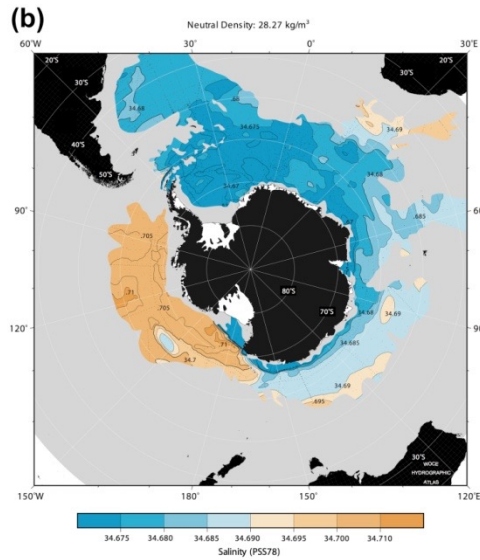 (b)
Neutral Density: 28.27 kg/m³
60˚W 30˚ 0˚ 30˚E
20˚S 20˚S
30˚S 30˚S
34.68 .68 34.69
34.675
40˚S
50˚S 34.68
34.67
90˚ .67 .685 60˚
.705
80˚S
.71 70˚S 34.69
.705 34.68
120˚ .71 34.685 90˚
34.7 34.69
.695
30˚S
WOCE
HYDROGRAPHIC
ATLAS
150˚W 180˚ 150˚ 120˚E
34.675 34.680 34.685 34.690 34.695 34.700 34.710
Salinity (PSS78)